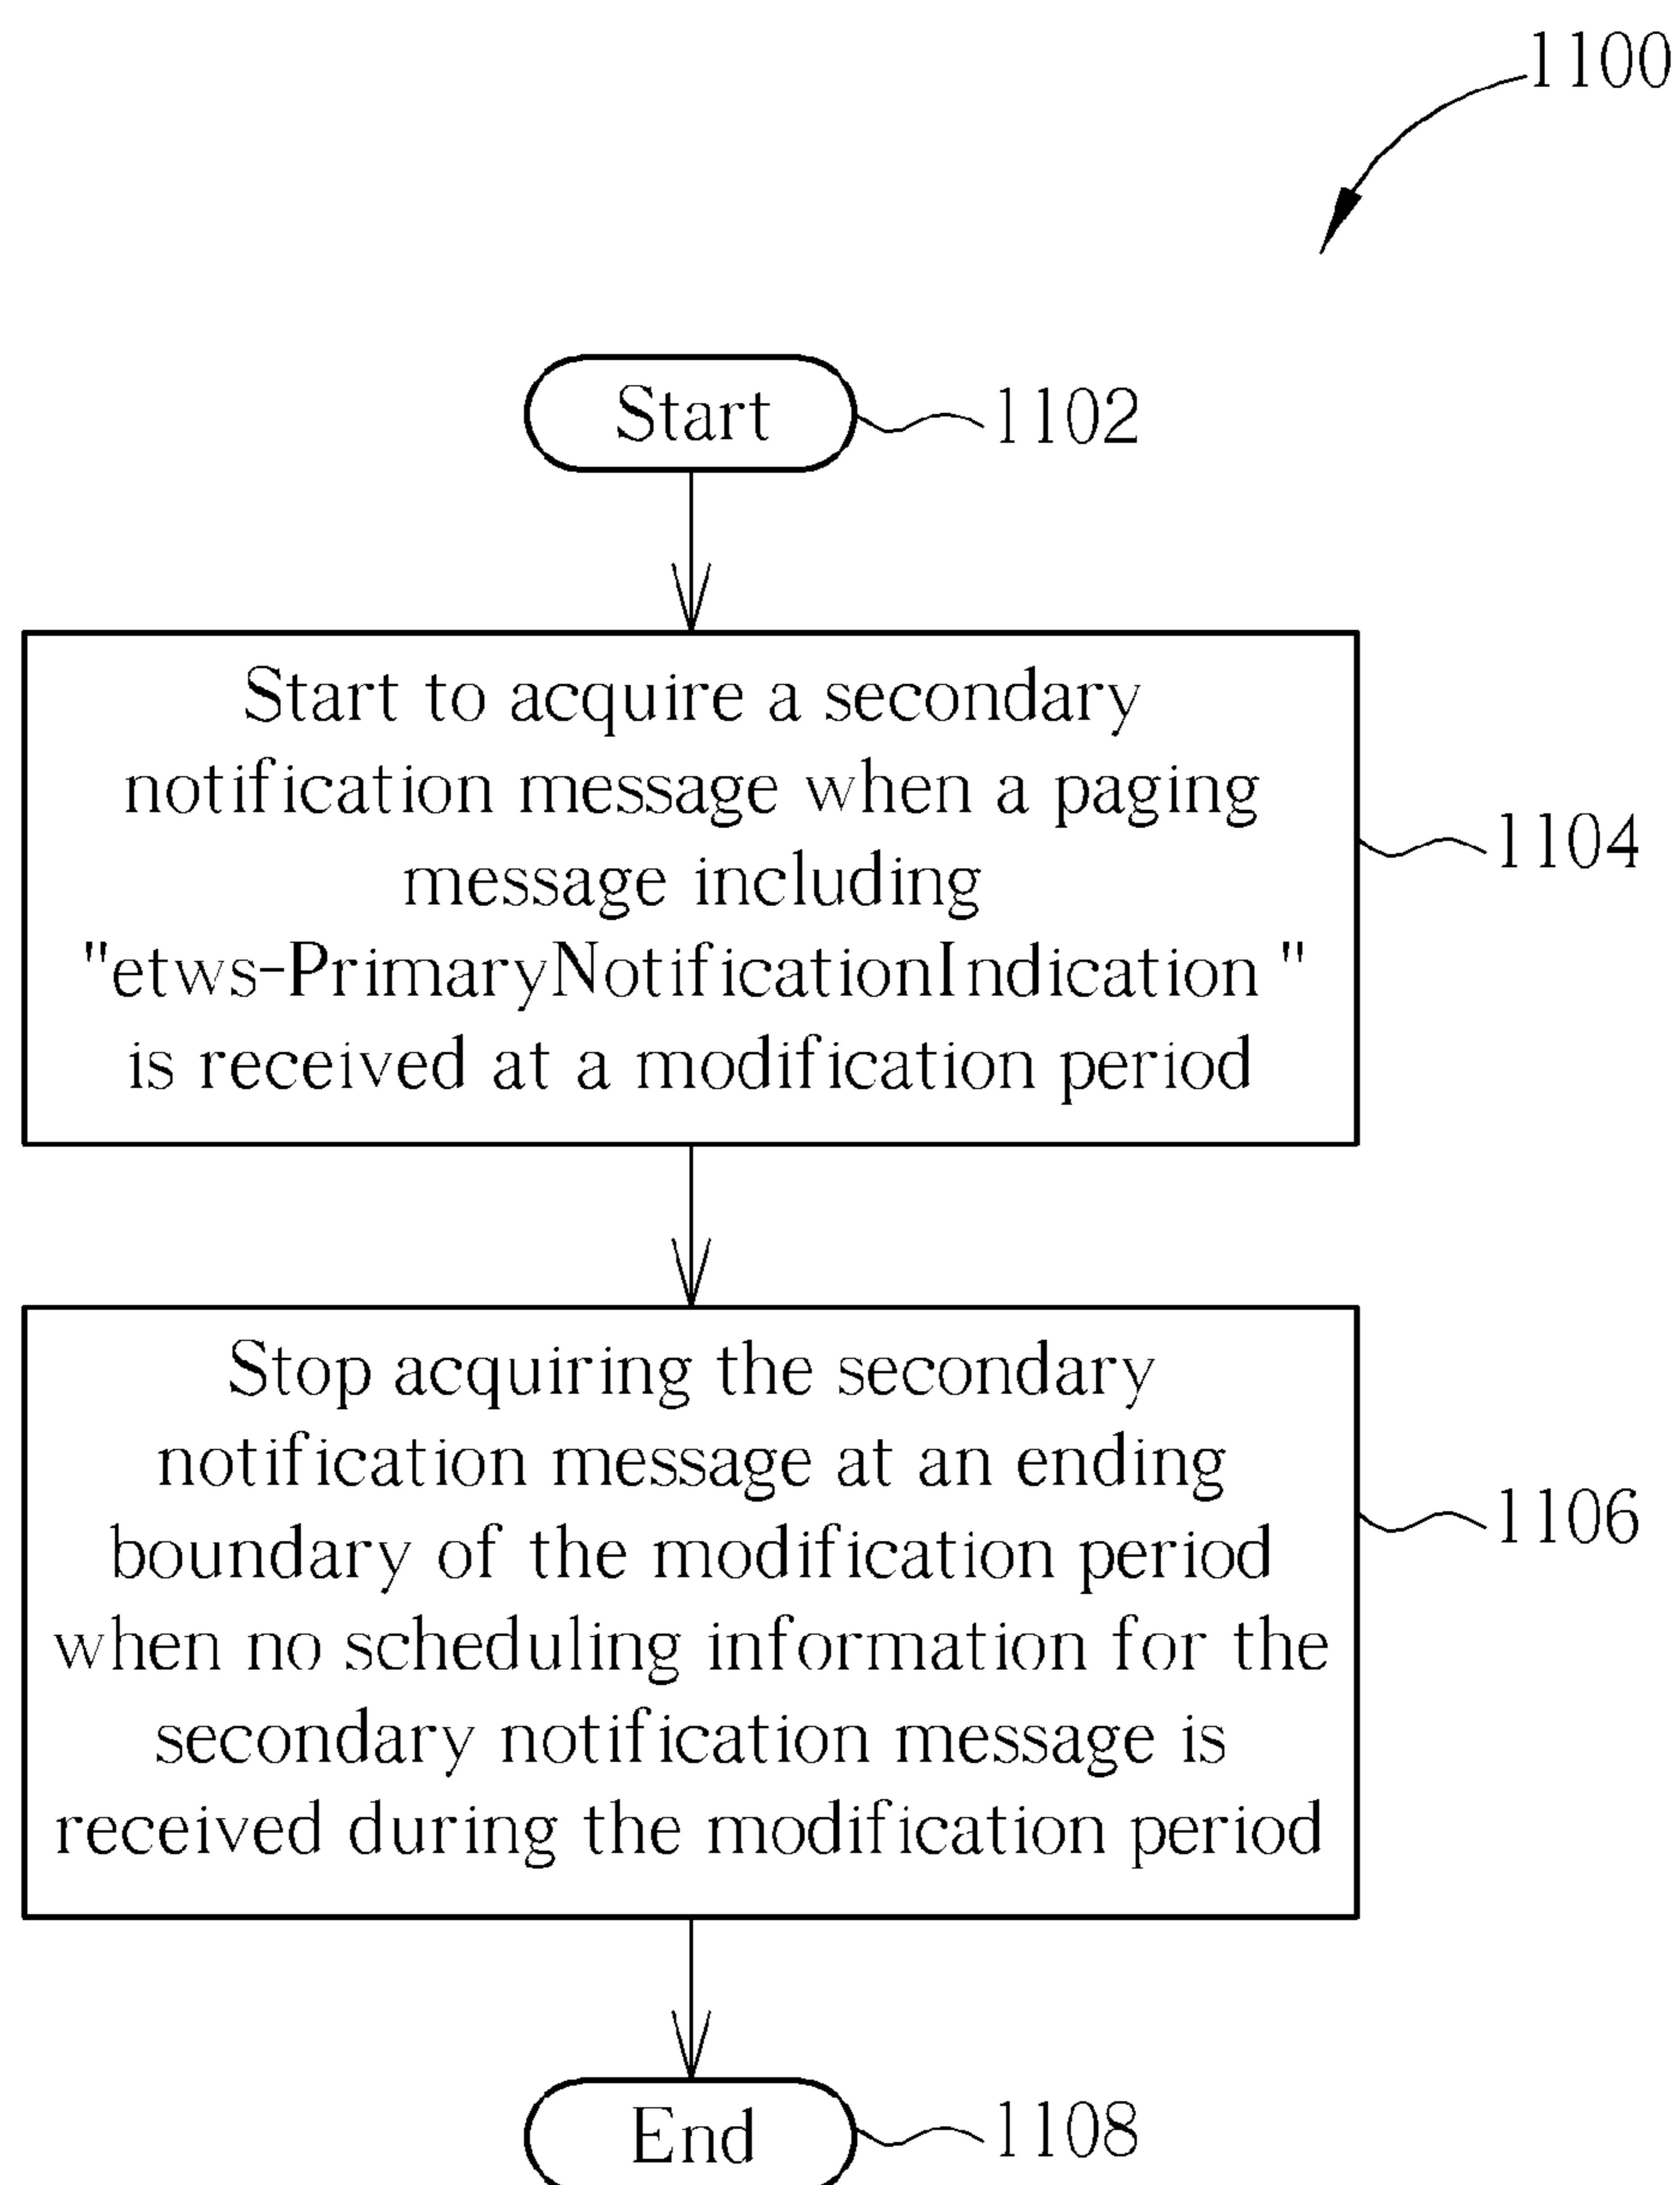 1100
Start
1102
Start to acquire a secondary
notification message when a paging
message including
"etws-PrimaryNotificationIndication"
is received at a modification period
1104
Stop acquiring the secondary
notification message at an ending
boundary of the modification period
when no scheduling information for the
secondary notification message is
received during the modification period
1106
End
1108